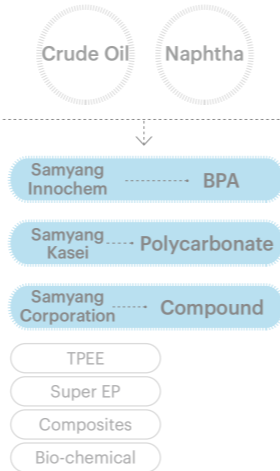 Crude Oil Naphtha
Samyang
Innochem BPA
Samyang
Kasei Polycarbonate
Samyang
Corporation Compound
TPEE
Super EP
Composites
Bio-chemical